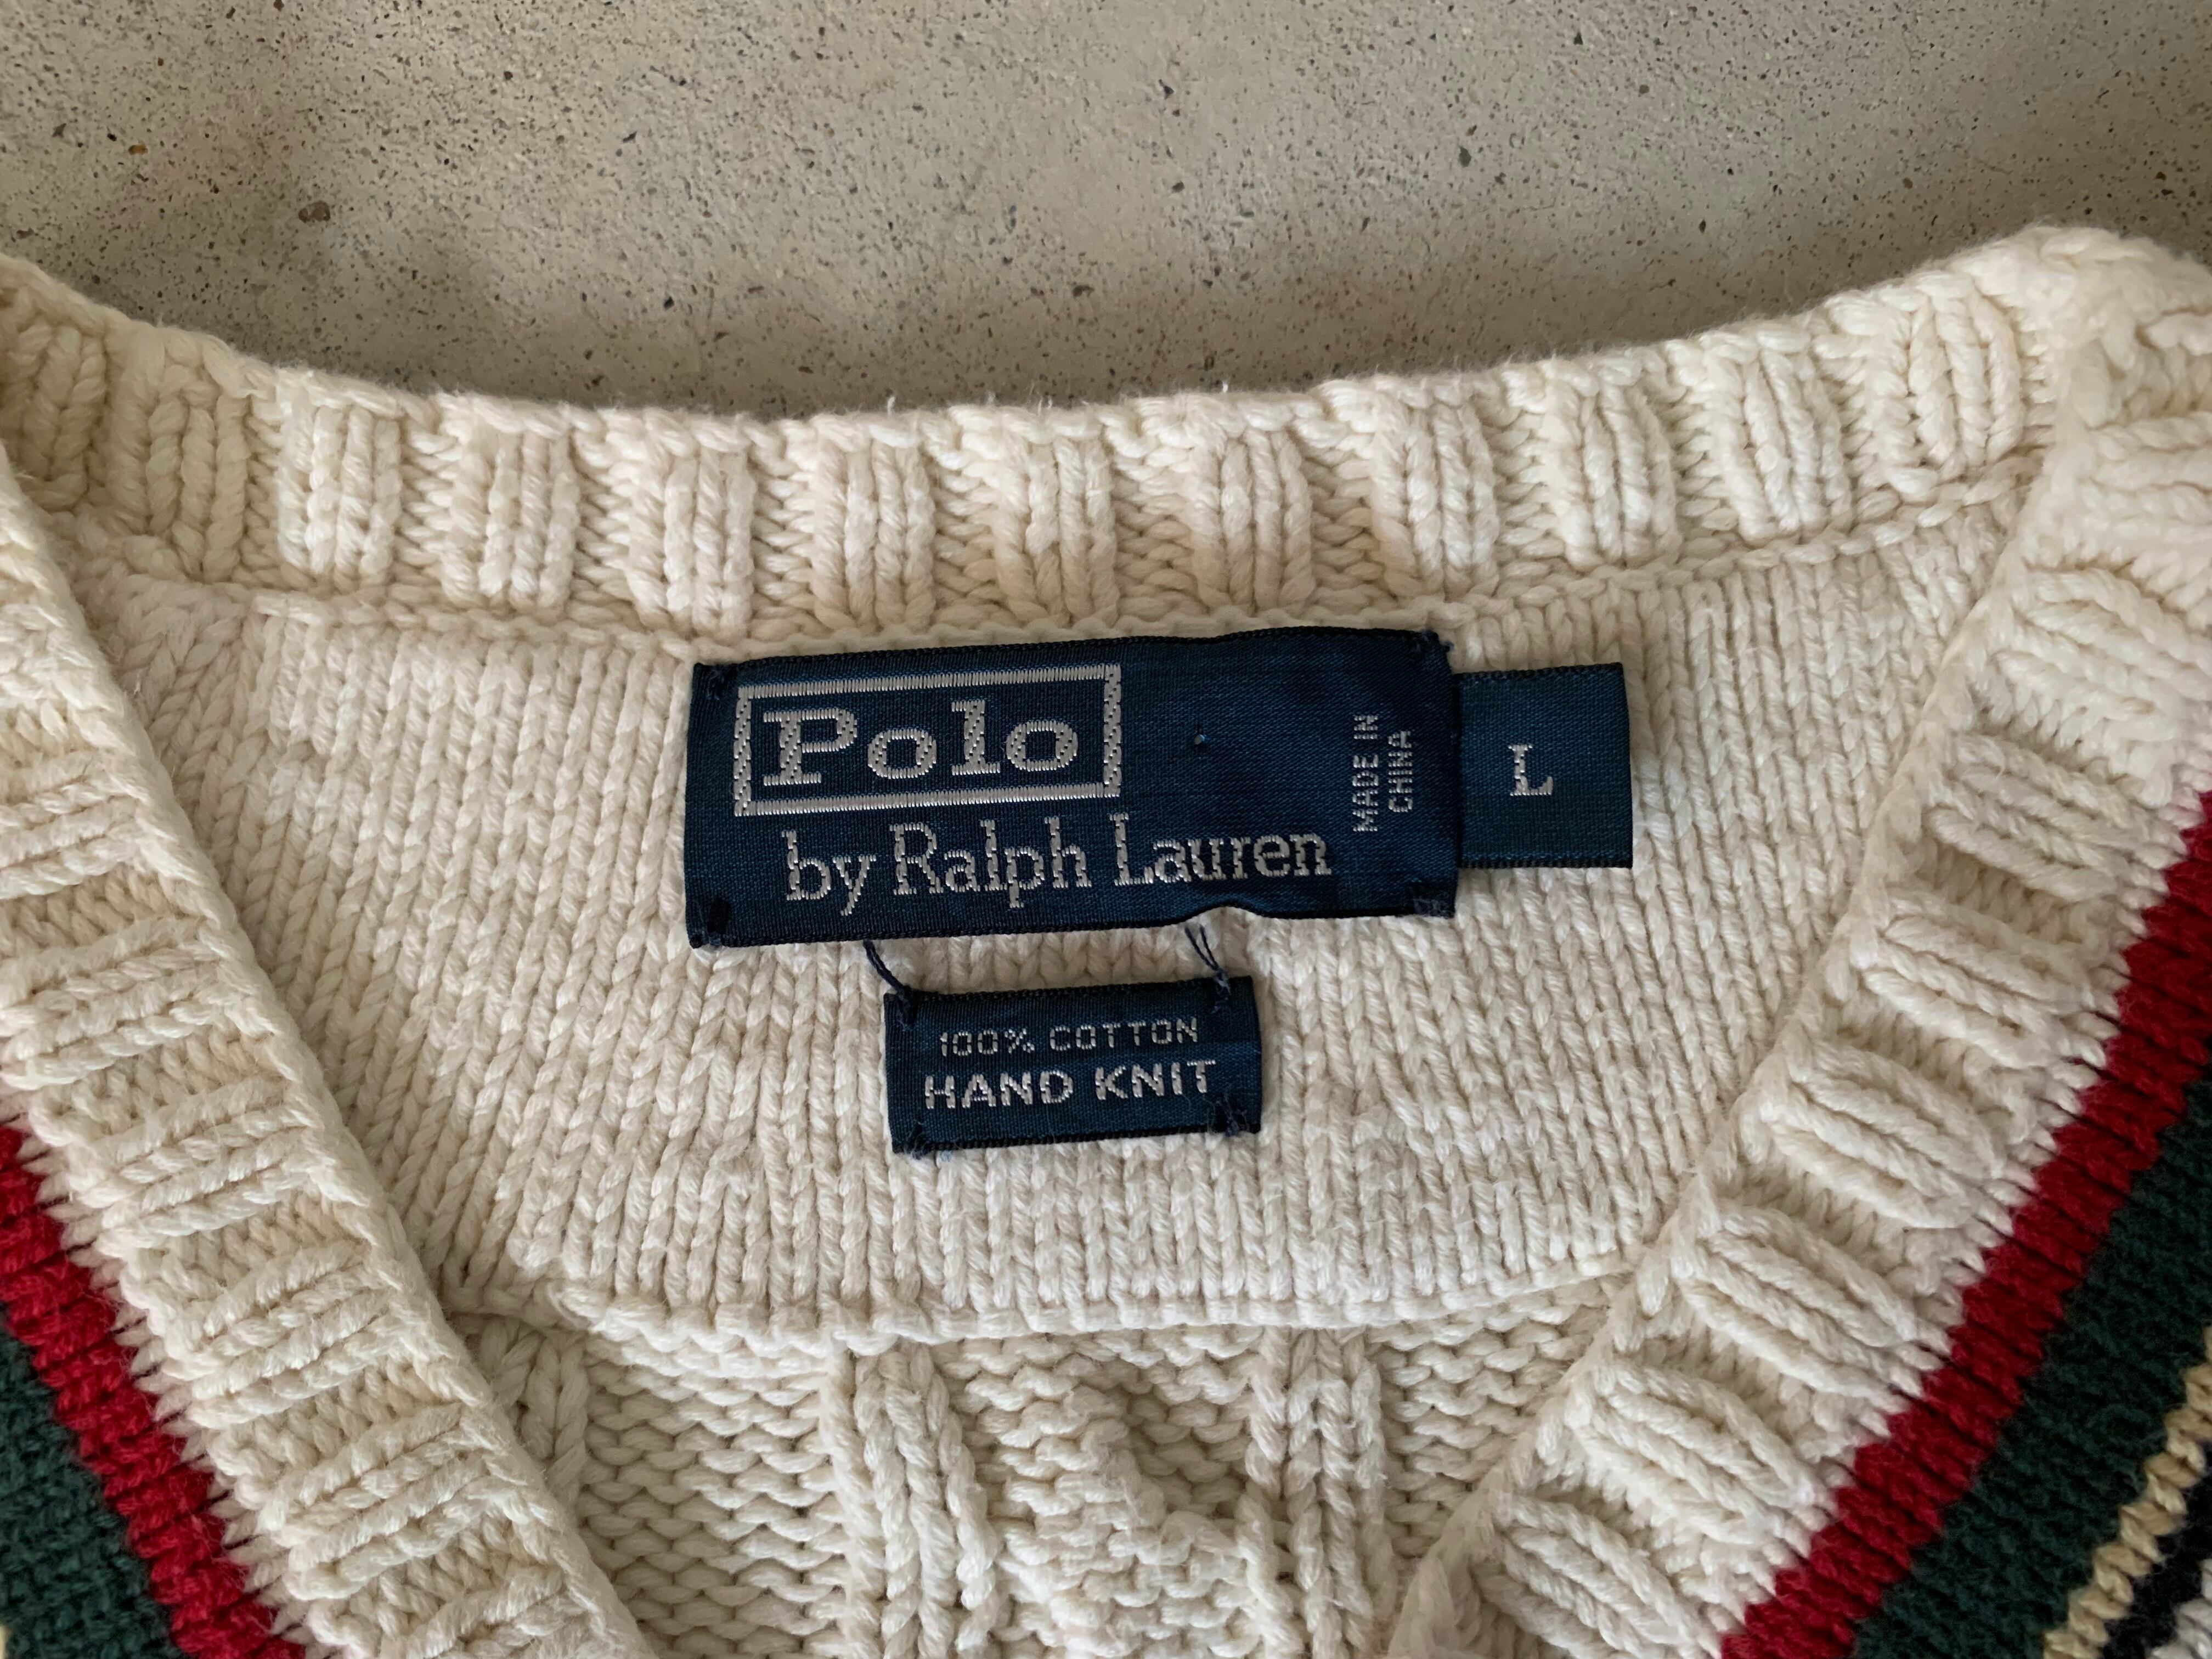 Polo
by Ralph Lauren
MADE IN
CHINA
L
100% COTTON
HAND KNIT